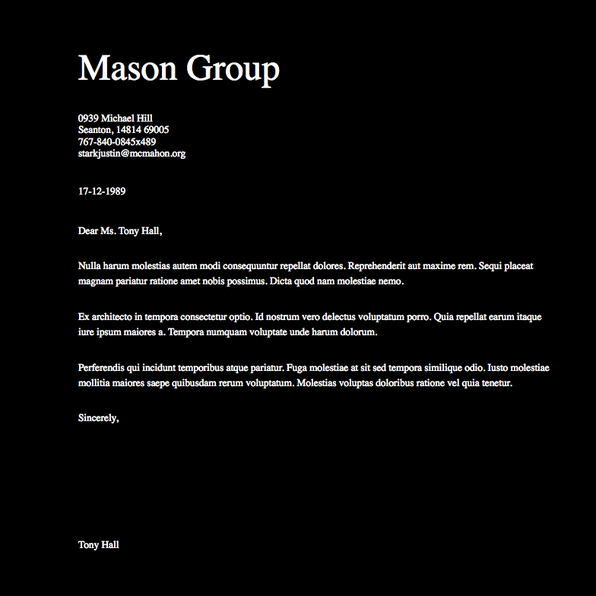 Mason Group
0939 Michael Hill
Seanton, 14814 69005
767-840-0845x489
starkjustin@mcmahon.org
17-12-1989
Dear Ms. Tony Hall,
Nulla harum molestias autem modi consequuntur repellat dolores. Reprehenderit aut maxime rem. Sequi placeat
magnam pariatur ratione amet nobis possimus. Dicta quod nam molestiae nemo.
Ex architecto in tempora consectetur optio. Id nostrum vero delectus voluptatum porro. Quia repellat earum itaque
iure ipsum maiores a. Tempora numquam voluptate unde harum dolorum.
Perferendis qui incidunt temporibus atque pariatur. Fuga molestiae at sit sed tempora similique odio. Iusto molestiae
mollitia maiores saepe quibusdam rerum voluptatum. Molestias voluptas doloribus ratione vel quia tenetur.
Sincerely,
Tony Hall